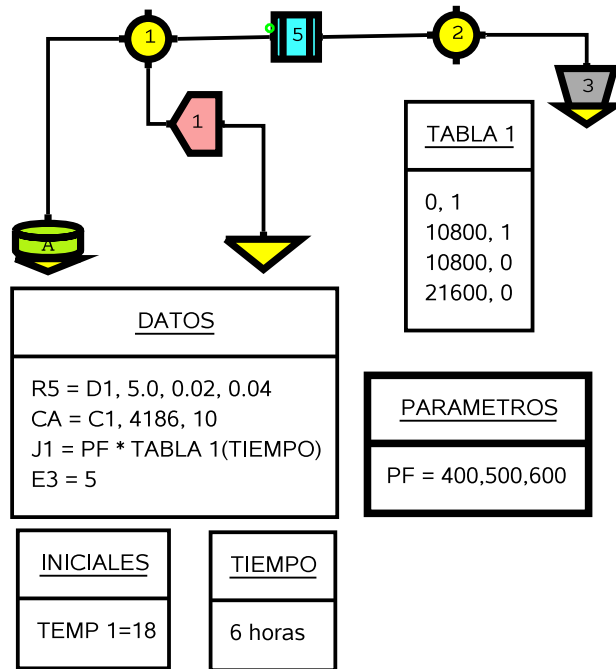 1
5
2
3
1
A
TABLA 1
0, 1
10800, 1
10800, 0
21600, 0
DATOS
R5 = D1, 5.0, 0.02, 0.04
CA = C1, 4186, 10
J1 = PF * TABLA 1(TIEMPO)
E3 = 5
PARAMETROS
PF = 400,500,600
INICIALES
TEMP 1=18
TIEMPO
6 horas